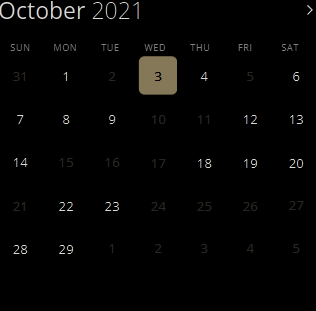 October 2021
SUN MON TUE WED THU FRI SAT
31 1 2 3 4 5 6
7 8 9 10 11 12 13
14 15 16 17 18 19 20
21 22 23 24 25 26 27
28 29 1 2 3 4 5